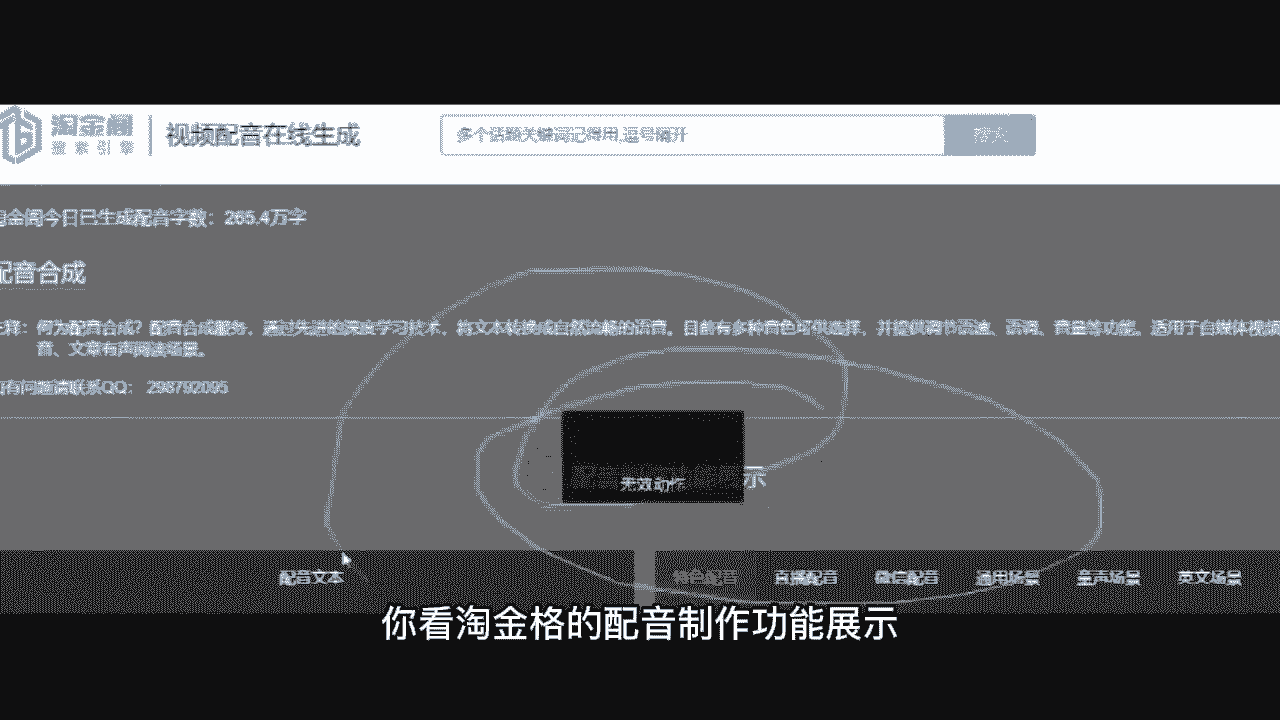 淘金阁
搜索引擎
视频配音在线生成
多个话题关键词记得用,逗号隔开
搜关
淘金阁今日已生成配音字数：265.4万字
配音合成
注释：何为配音合成？配音合成服务，通过先进的深度学习技术，将文本转换成自然流畅的语音。目前有多种音色可供选择，并提供调节语速、语调、音量等功能。适用于自媒体视频
音、文章有声阅读场景。
如有问题请联系QQ： 296792095
无效动作
示
配音文本
特色配音
直播配音
微信配音
通用场景
童声场景
英文场景
你看淘金格的配音制作功能展示